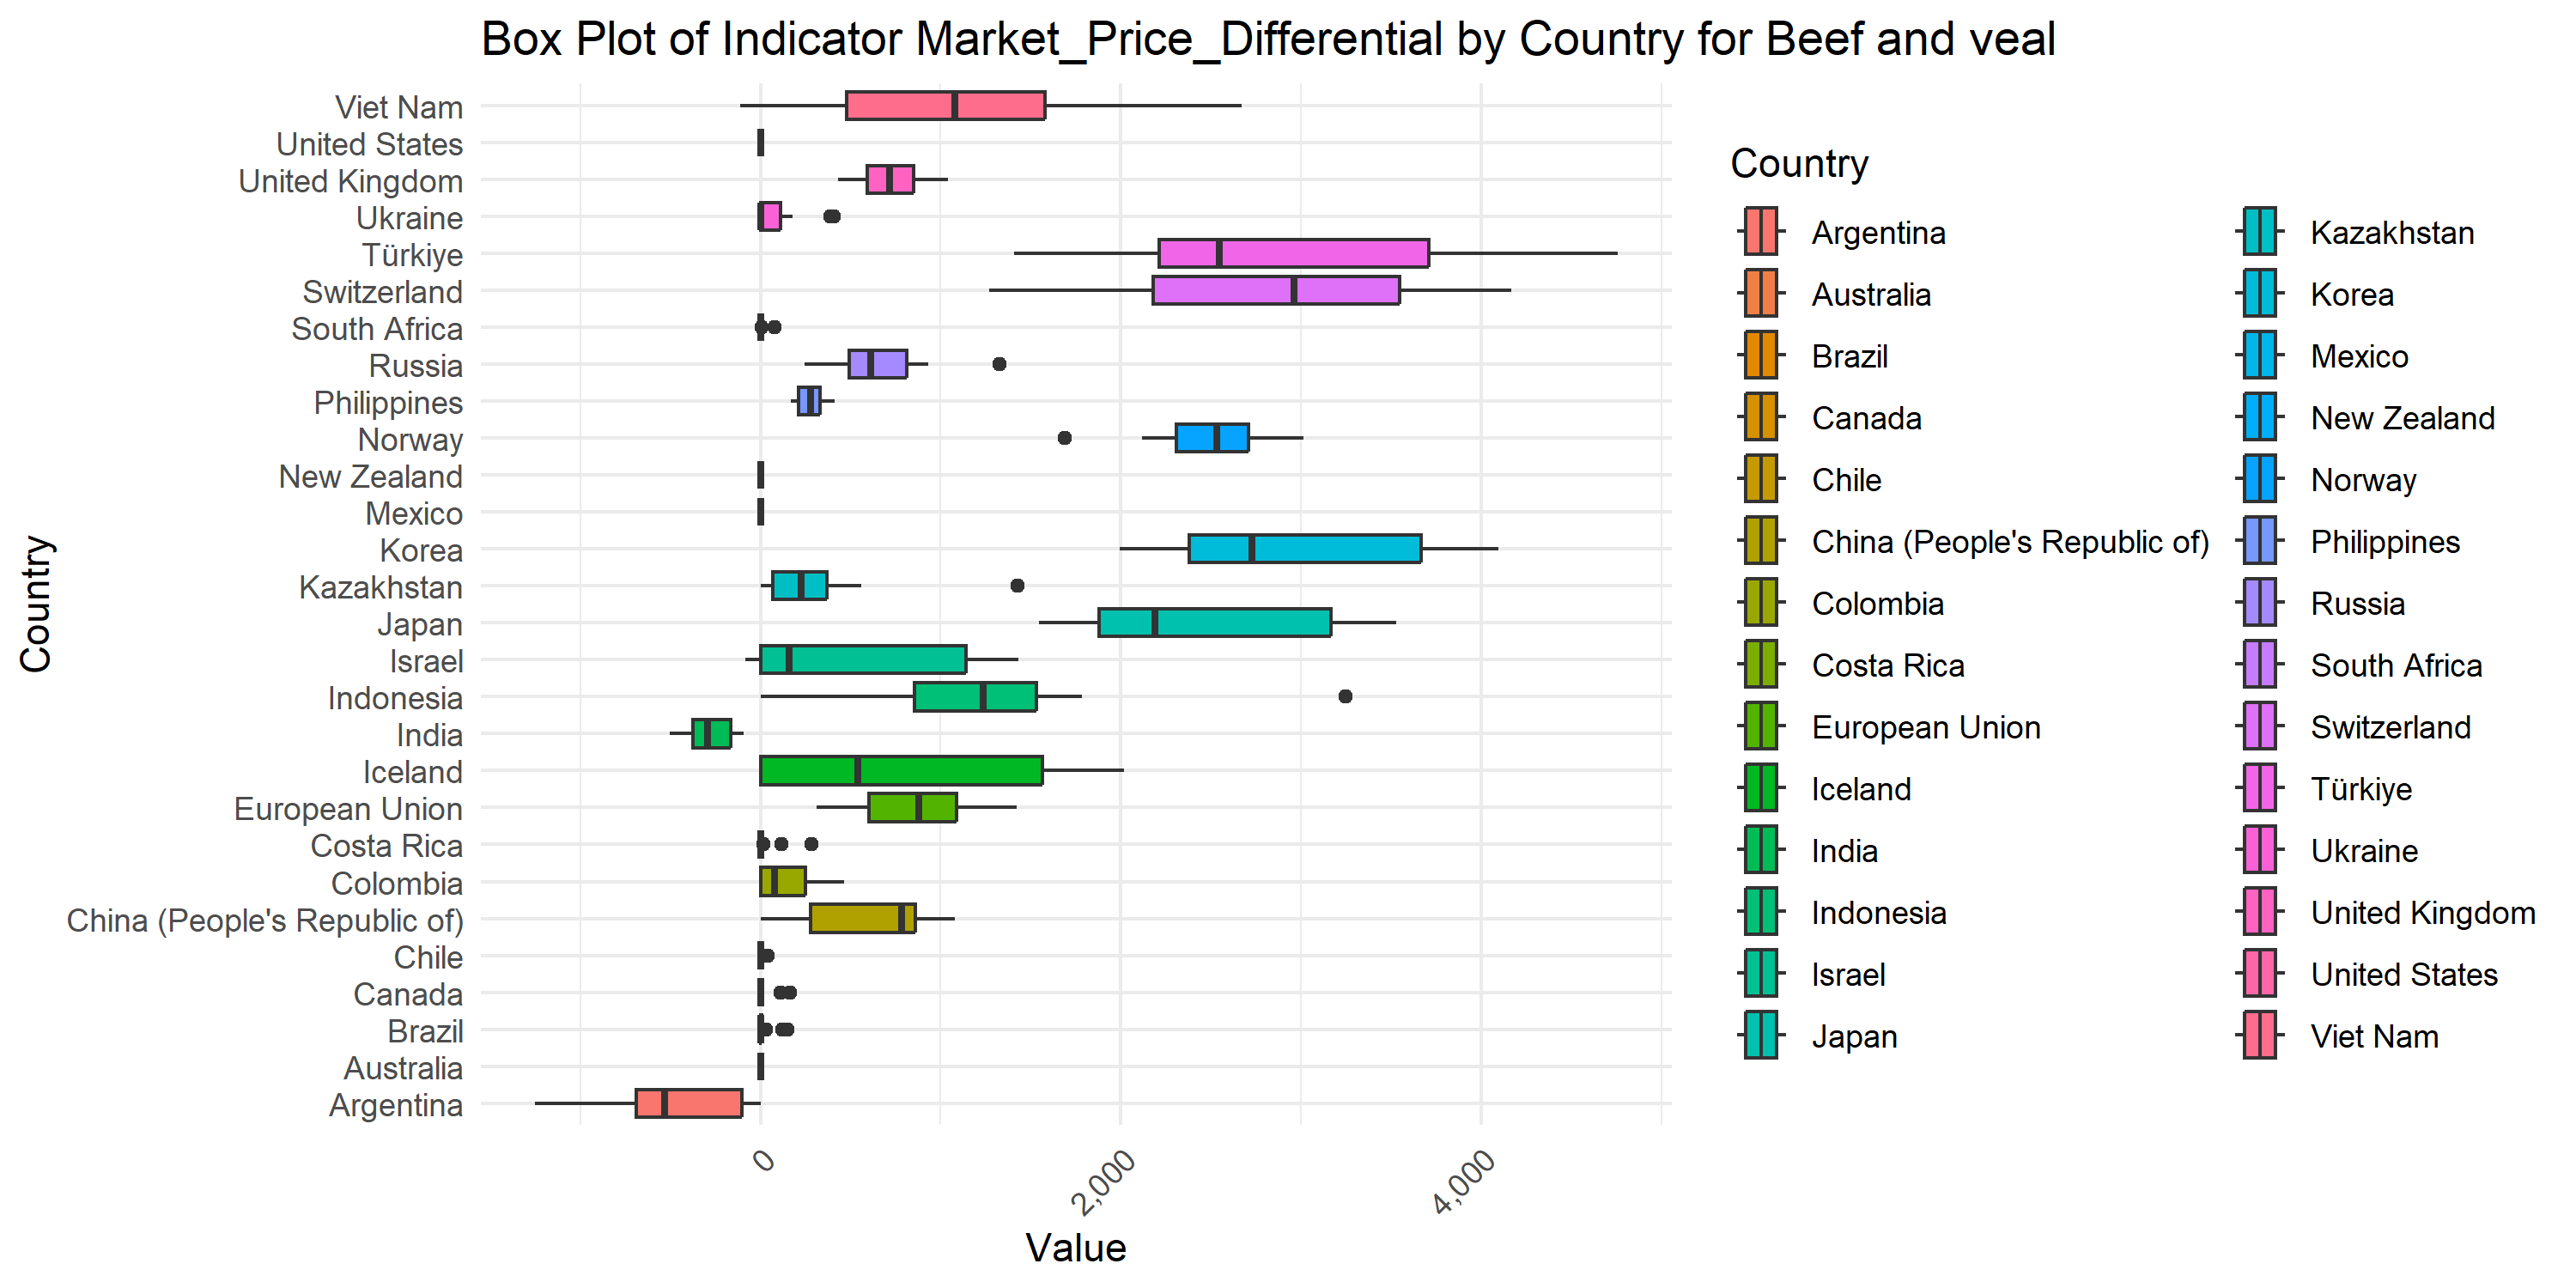 Box Plot of Indicator Market_Price_Differential by Country for Beef and veal
Country
Viet Nam
United States
United Kingdom
Ukraine
Türkiye
Switzerland
South Africa
Russia
Philippines
Norway
New Zealand
Mexico
Korea
Kazakhstan
Japan
Israel
Indonesia
India
Iceland
European Union
Costa Rica
Colombia
China (People's Republic of)
Chile
Canada
Brazil
Australia
Argentina
0
2,000
4,000
Value
Country
Argentina
Australia
Brazil
Canada
Chile
China (People's Republic of)
Colombia
Costa Rica
European Union
Iceland
India
Indonesia
Israel
Japan
Kazakhstan
Korea
Mexico
New Zealand
Norway
Philippines
Russia
South Africa
Switzerland
Türkiye
Ukraine
United Kingdom
United States
Viet Nam